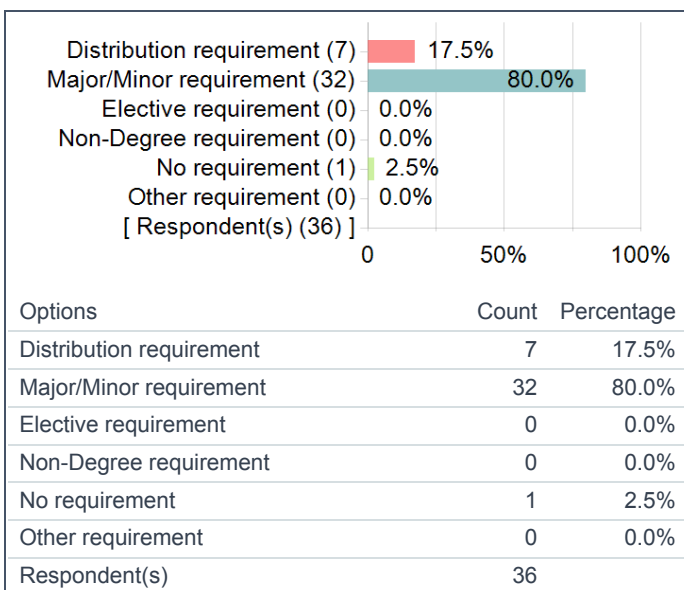 Distribution requirement (7) 17.5%
Major/Minor requirement (32) 80.0%
Elective requirement (0) 0.0%
Non-Degree requirement (0) 0.0%
No requirement (1) 2.5%
Other requirement (0) 0.0%
[ Respondent(s) (36) ]
0 50% 100%
Options Count Percentage
Distribution requirement 7 17.5%
Major/Minor requirement 32 80.0%
Elective requirement 0 0.0%
Non-Degree requirement 0 0.0%
No requirement 1 2.5%
Other requirement 0 0.0%
Respondent(s) 36